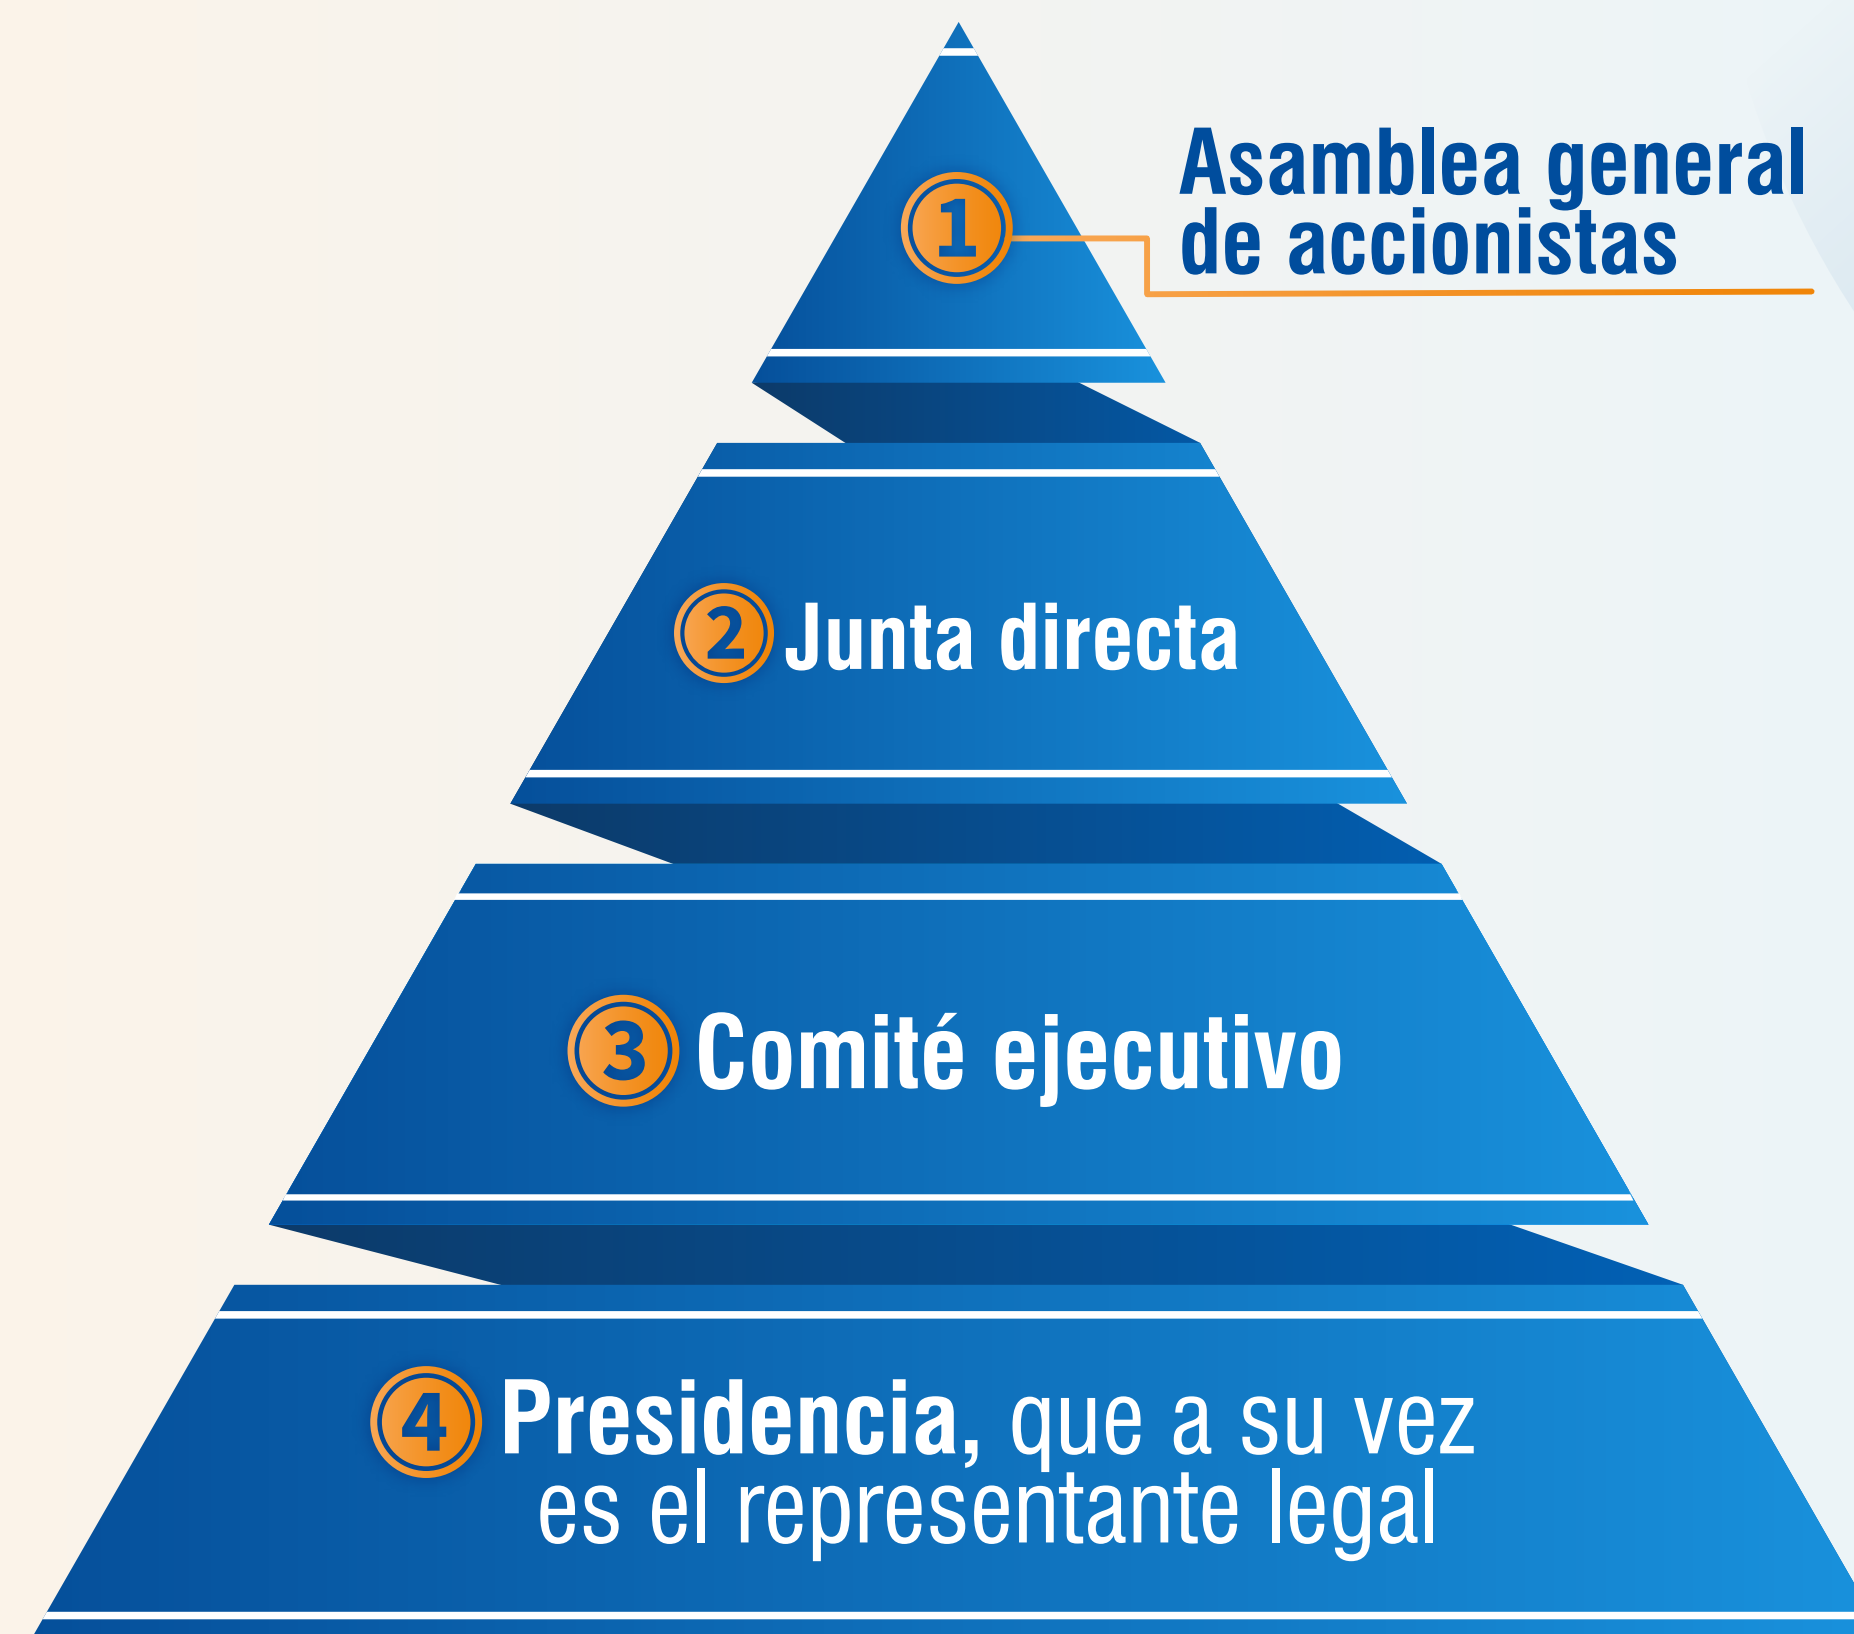 1
Asamblea general
de accionistas
2 Junta directa
3 Comité ejecutivo
4 Presidencia, que a su vez
es el representante legal